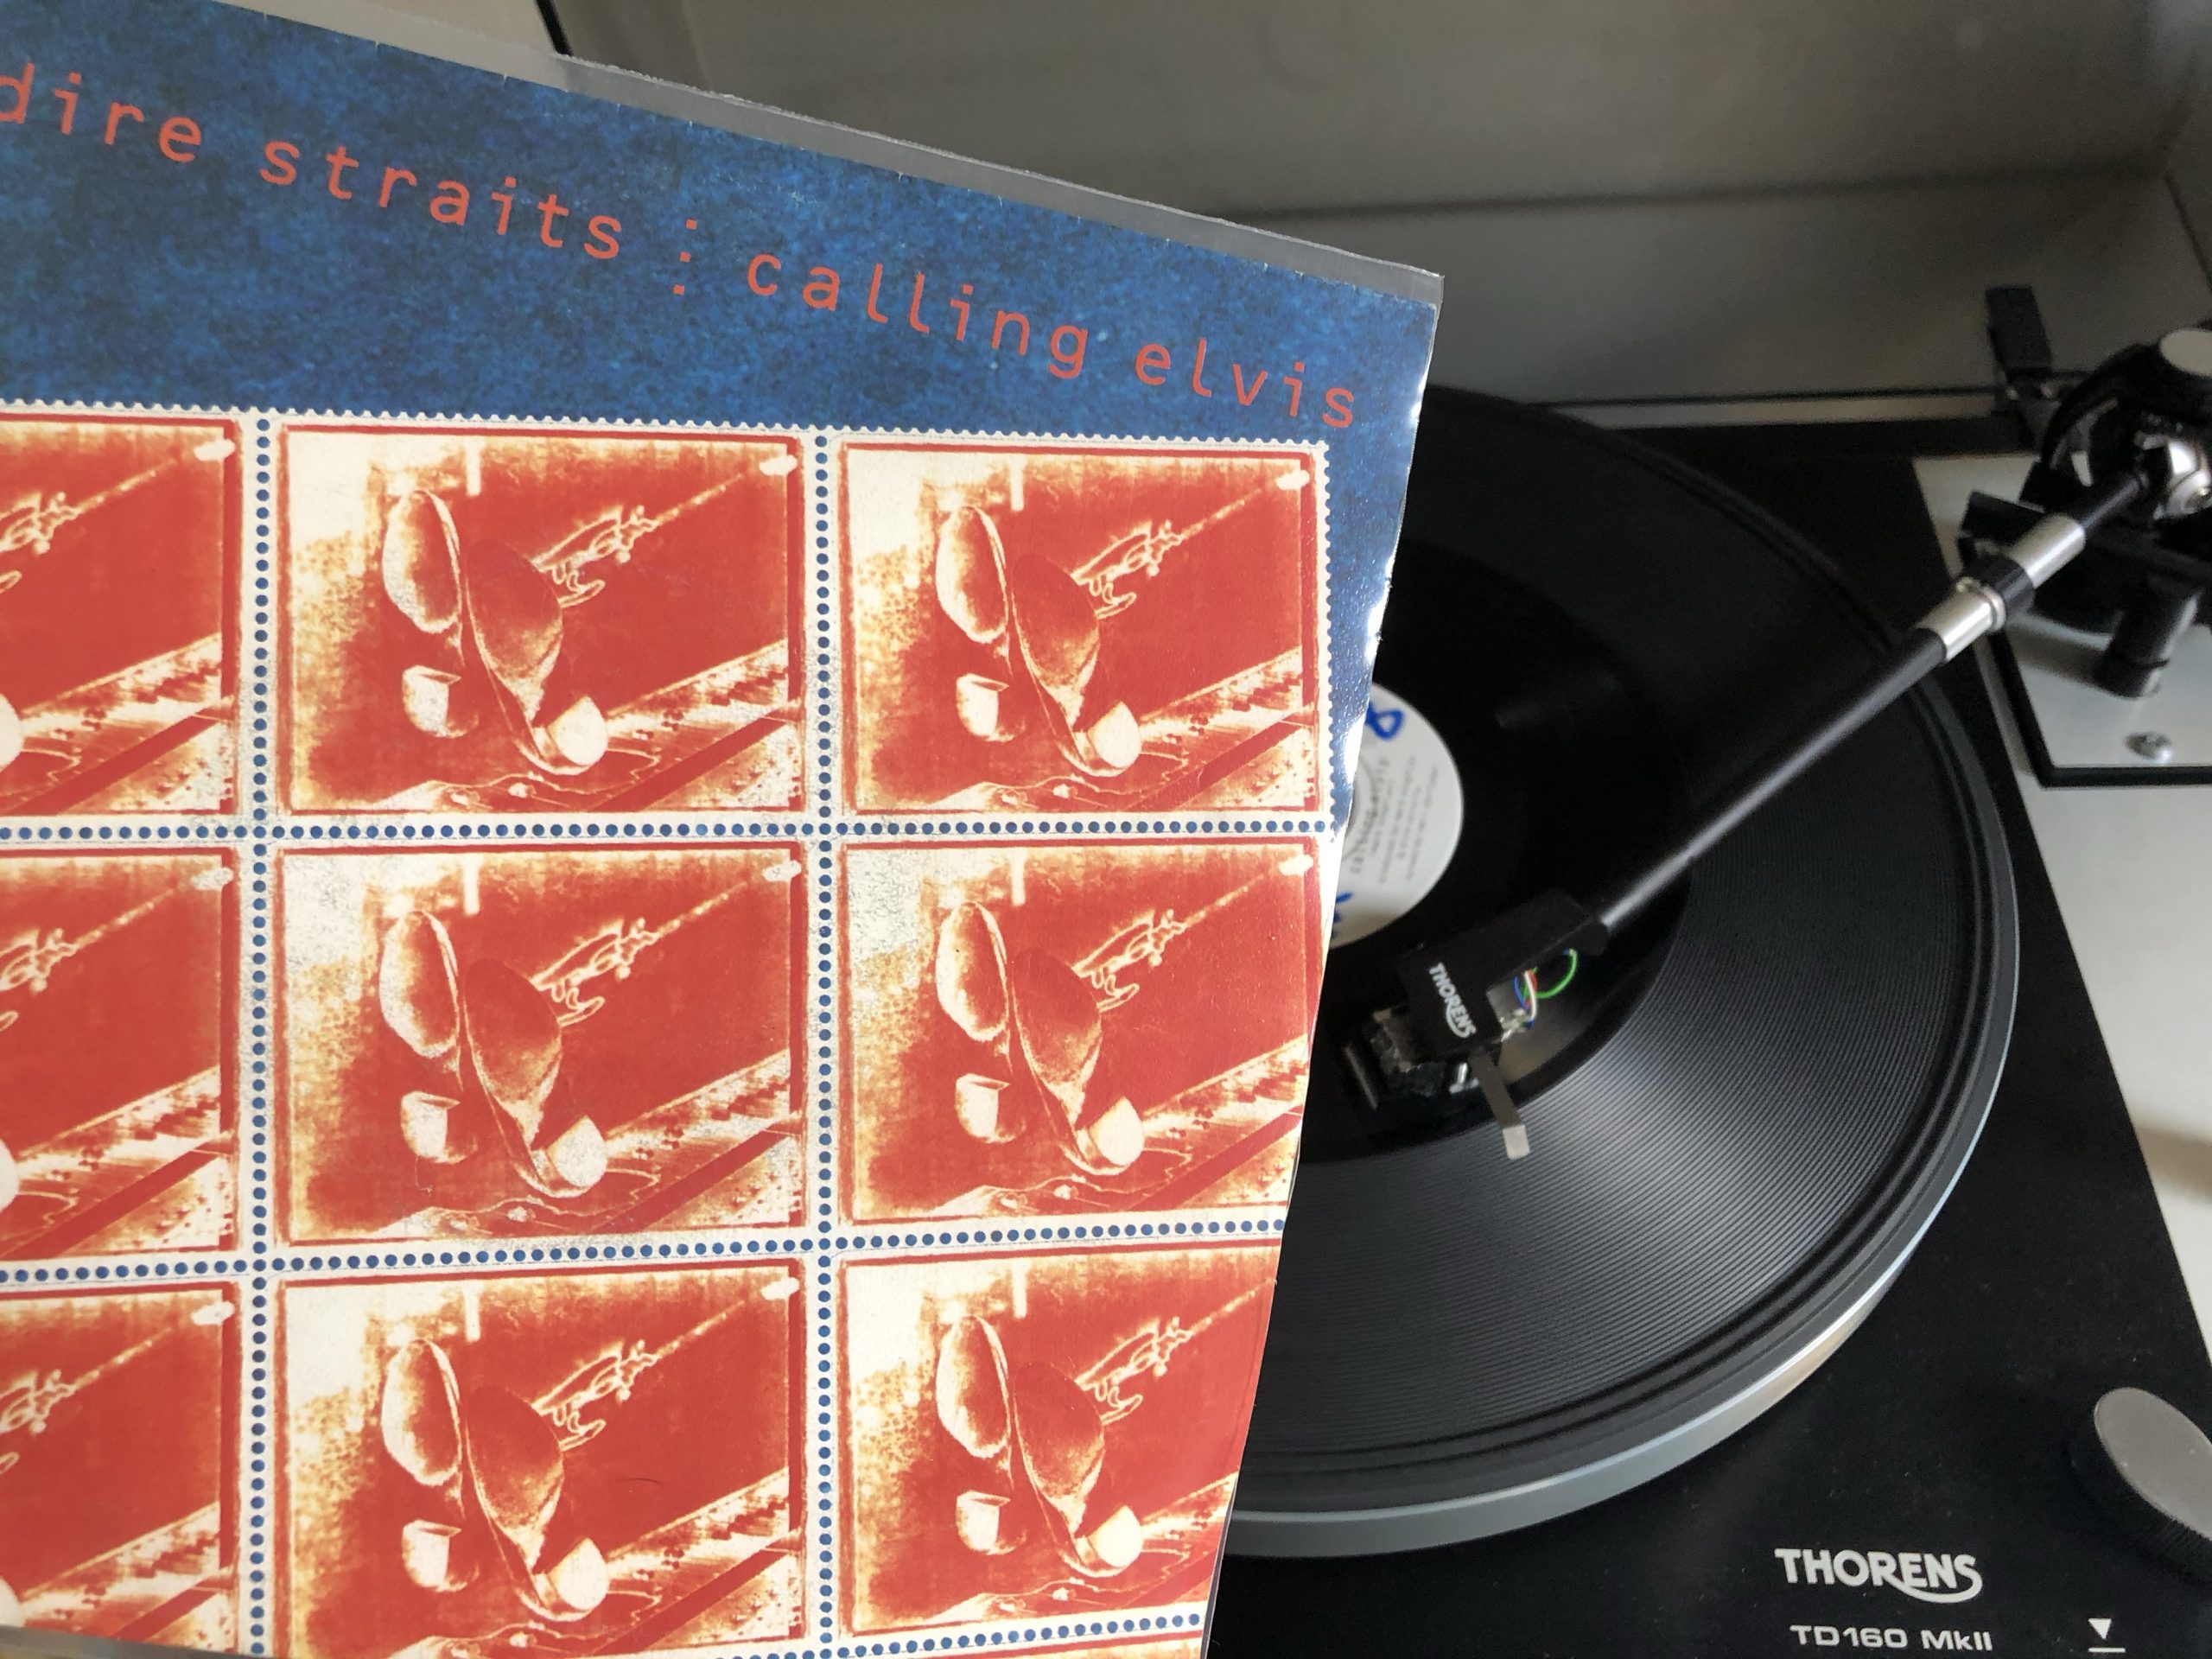 dire straits : calling elvis
THORENS
THORENS
TD160 MkII